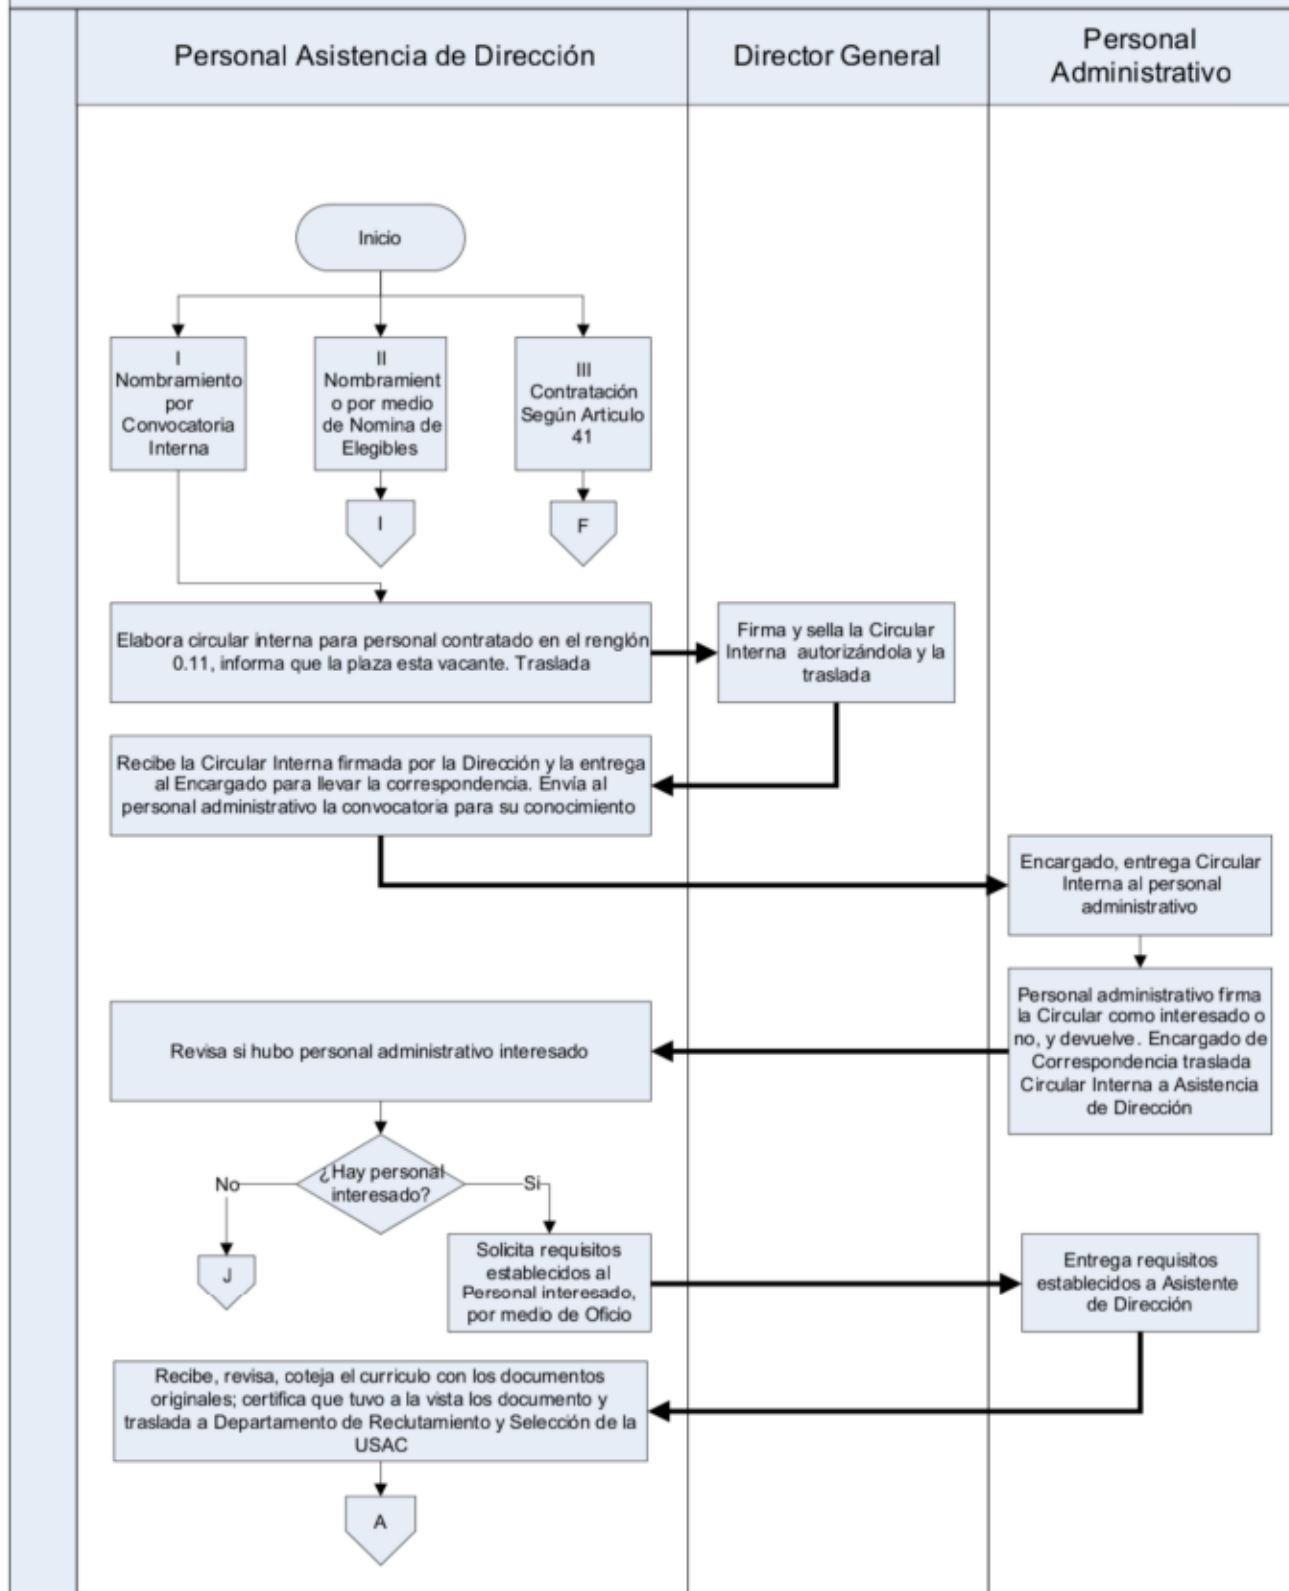 Personal Asistencia de Dirección
Director General
Personal
Administrativo
Inicio
I
Nombramiento
por
Convocatoria
Interna
II
Nombramient
o por medio
de Nomina de
Elegibles
III
Contratación
Según Articulo
41
I
F
Elabora circular interna para personal contratado en el renglón
0.11, informa que la plaza esta vacante. Traslada
Firma y sella la Circular
Interna autorizándola y la
traslada
Recibe la Circular Interna firmada por la Dirección y la entrega
al Encargado para llevar la correspondencia. Envía al
personal administrativo la convocatoria para su conocimiento
Encargado, entrega Circular
Interna al personal
administrativo
Personal administrativo firma
la Circular como interesado o
no, y devuelve. Encargado de
Correspondencia traslada
Circular Interna a Asistencia
de Dirección
Revisa si hubo personal administrativo interesado
¿Hay personal
interesado?
No
Si
J
Solicita requisitos
establecidos al
Personal interesado,
por medio de Oficio
Entrega requisitos
establecidos a Asistente
de Dirección
Recibe, revisa, coteja el curriculo con los documentos
originales; certifica que tuvo a la vista los documento y
traslada a Departamento de Reclutamiento y Selección de la
USAC
A